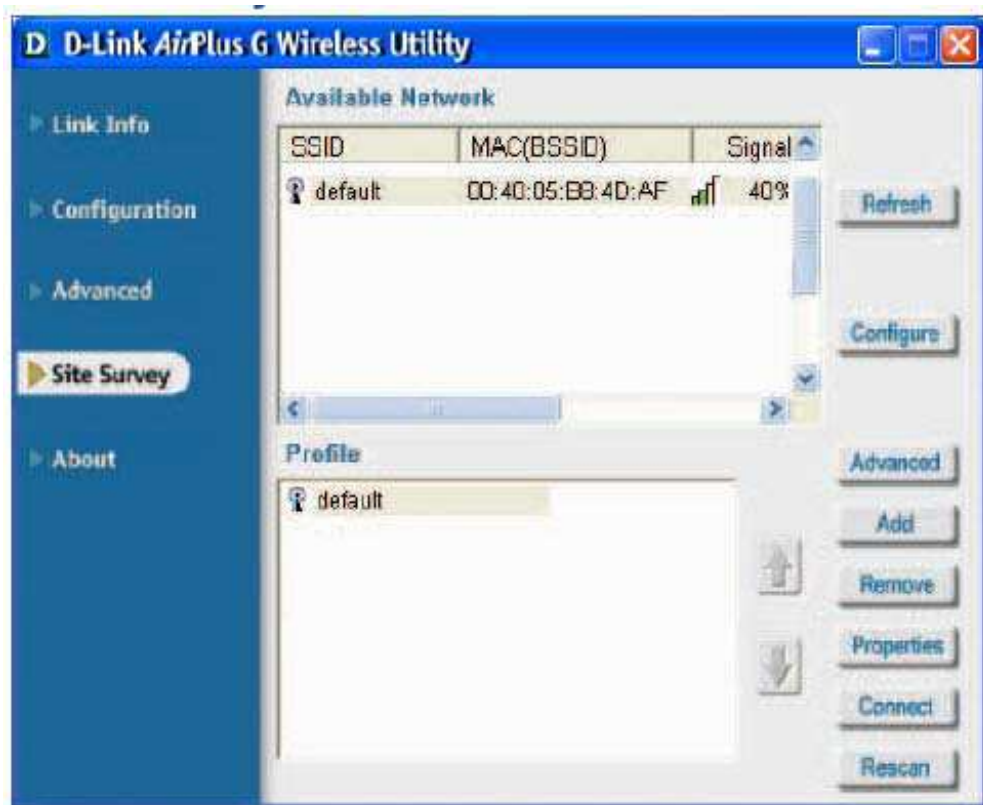 D D-Link AirPlus G Wireless Utility
Link Info
Configuration
Advanced
Site Survey
About
Available Network
SSID MAC(BSSID) Signal
default 00:40:05:B8:4D:AF 40%
Refresh
Configure
Profile
default
Advanced
Add
Remove
Properties
Connect
Rescan